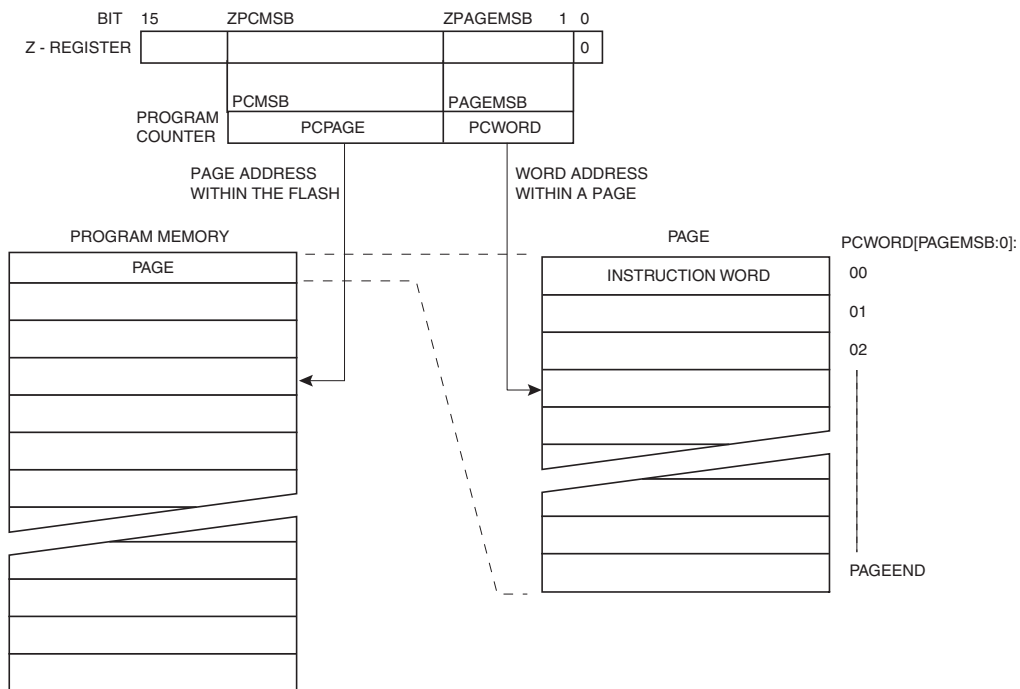 BIT 15 ZPCMSB ZPAGEMSB 1 0
Z - REGISTER 0
PCMSB PAGEMSB
PROGRAM
COUNTER
PCPAGE PCWORD
PAGE ADDRESS
WITHIN THE FLASH
WORD ADDRESS
WITHIN A PAGE
PROGRAM MEMORY
PAGE
PAGE
PCWORD[PAGEMSB:0]:
INSTRUCTION WORD
00
01
02
PAGEEND